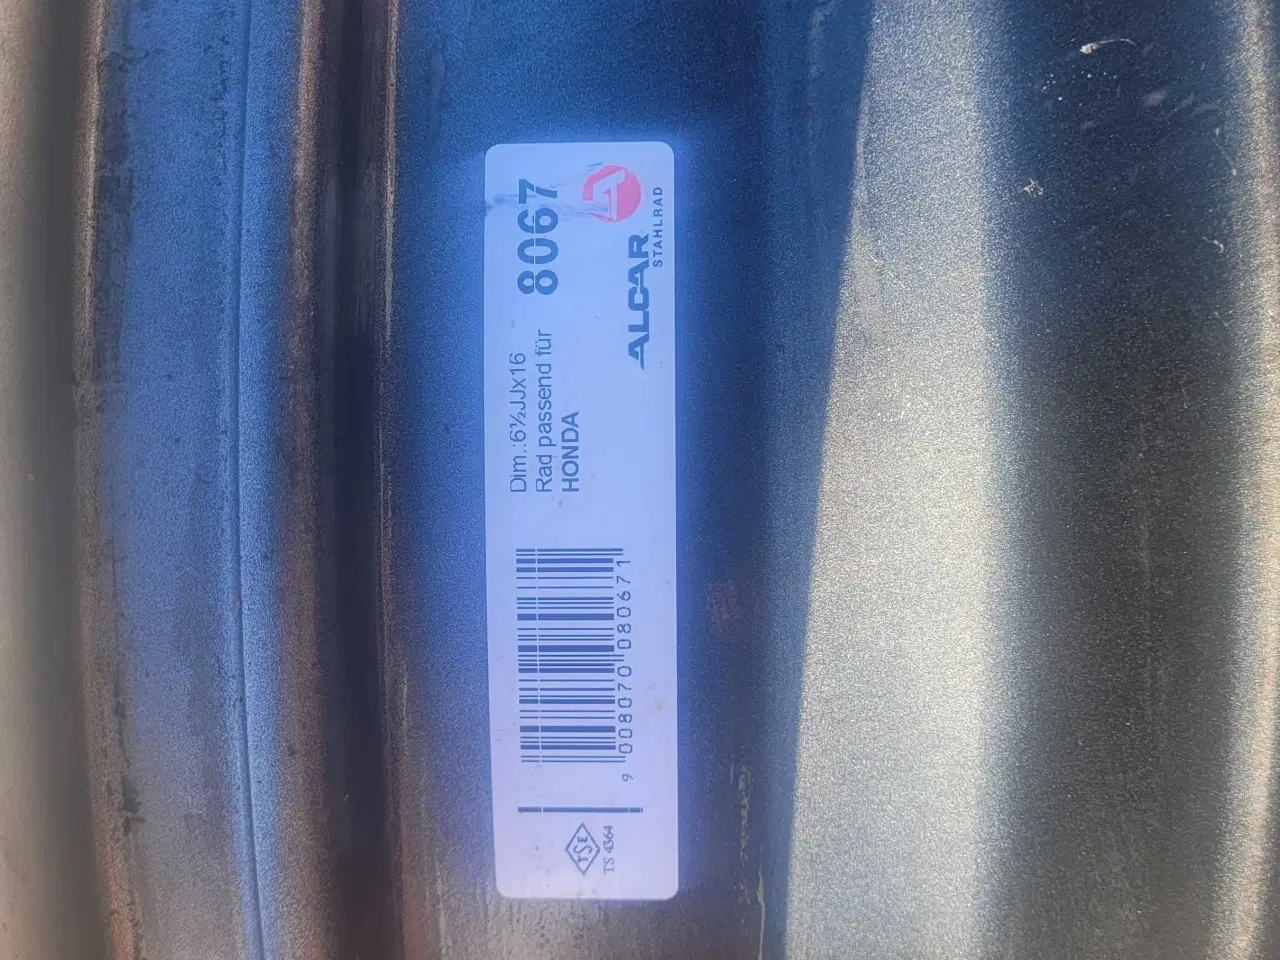 Dim.:6½JJx16
Rad passend für 8067
HONDA
ALCAR
STAHLRAD
9 008070 080671
TSE
TS 4364